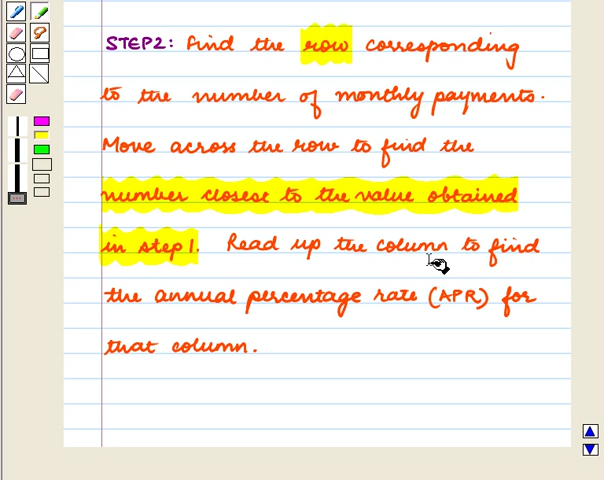 STEP2: Find the row corresponding
to the number of monthly payments.
Move across the row to find the
number closest to the value obtained
in step 1. Read up the column to find
the annual percentage rate (APR) for
that column.